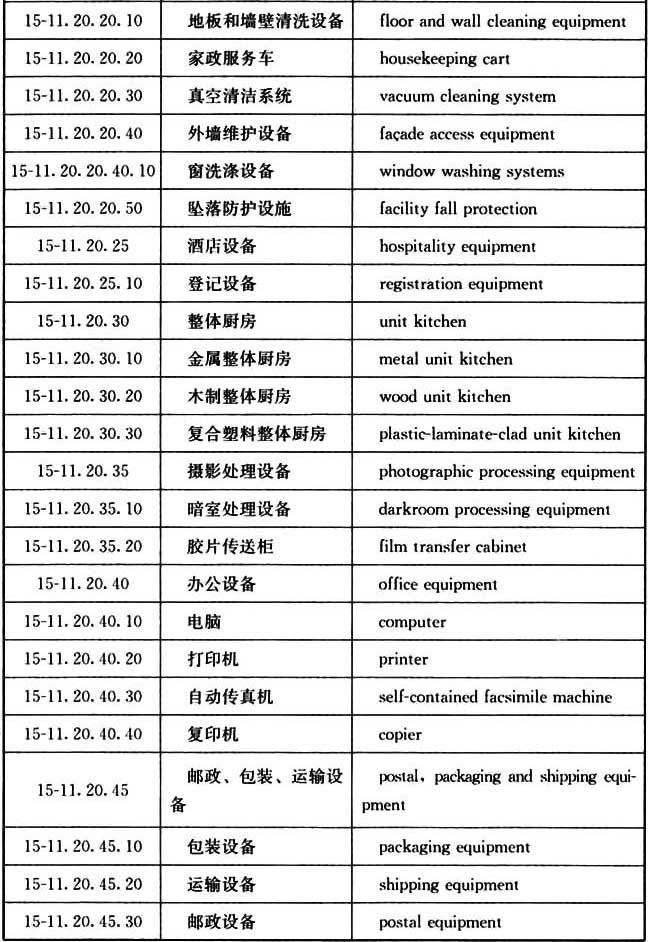 15-11.20.20.10 地板和墙壁清洗设备 floor and wall cleaning equipment
15-11.20.20.20 家政服务车 housekeeping cart
15-11.20.20.30 真空清洁系统 vacuum cleaning system
15-11.20.20.40 外墙维护设备 façade access equipment
15-11.20.20.40.10 窗洗涤设备 window washing systems
15-11.20.20.50 坠落防护设施 facility fall protection
15-11.20.25 酒店设备 hospitality equipment
15-11.20.25.10 登记设备 registration equipment
15-11.20.30 整体厨房 unit kitchen
15-11.20.30.10 金属整体厨房 metal unit kitchen
15-11.20.30.20 木制整体厨房 wood unit kitchen
15-11.20.30.30 复合塑料整体厨房 plastic-laminate-clad unit kitchen
15-11.20.35 摄影处理设备 photographic processing equipment
15-11.20.35.10 暗室处理设备 darkroom processing equipment
15-11.20.35.20 胶片传送柜 film transfer cabinet
15-11.20.40 办公设备 office equipment
15-11.20.40.10 电脑 computer
15-11.20.40.20 打印机 printer
15-11.20.40.30 自动传真机 self-contained facsimile machine
15-11.20.40.40 复印机 copier
15-11.20.45 邮政、包装、运输设 postal, packaging and shipping equi-
备 pment
15-11.20.45.10 包装设备 packaging equipment
15-11.20.45.20 运输设备 shipping equipment
15-11.20.45.30 邮政设备 postal equipment